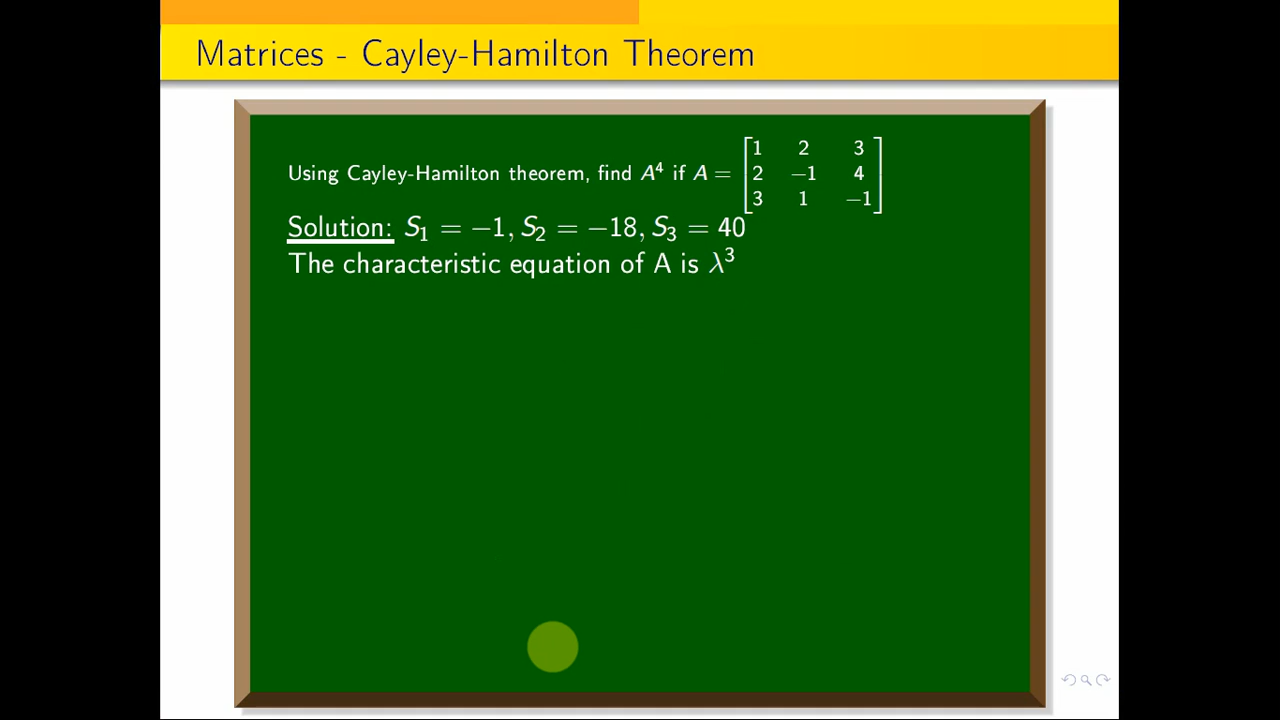 Matrices - Cayley-Hamilton Theorem
Using Cayley-Hamilton theorem, find A⁴ if A = [1 2 3
2 −1 4
3 1 −1]
Solution: S₁ = −1, S₂ = −18, S₃ = 40
The characteristic equation of A is λ³